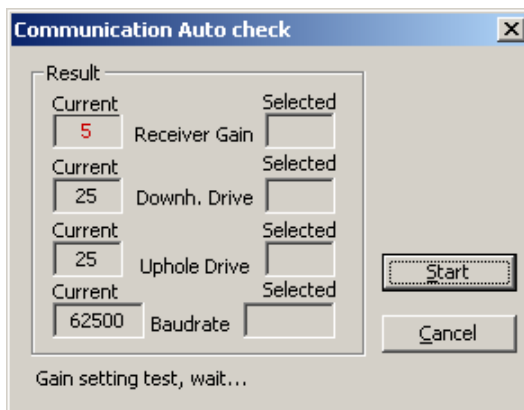 Communication Auto check
Result
Current Selected
5 Receiver Gain
Current Selected
25 Downh. Drive
Current Selected
25 Uphole Drive
Current Selected
62500 Baudrate
Start
Cancel
Gain setting test, wait...